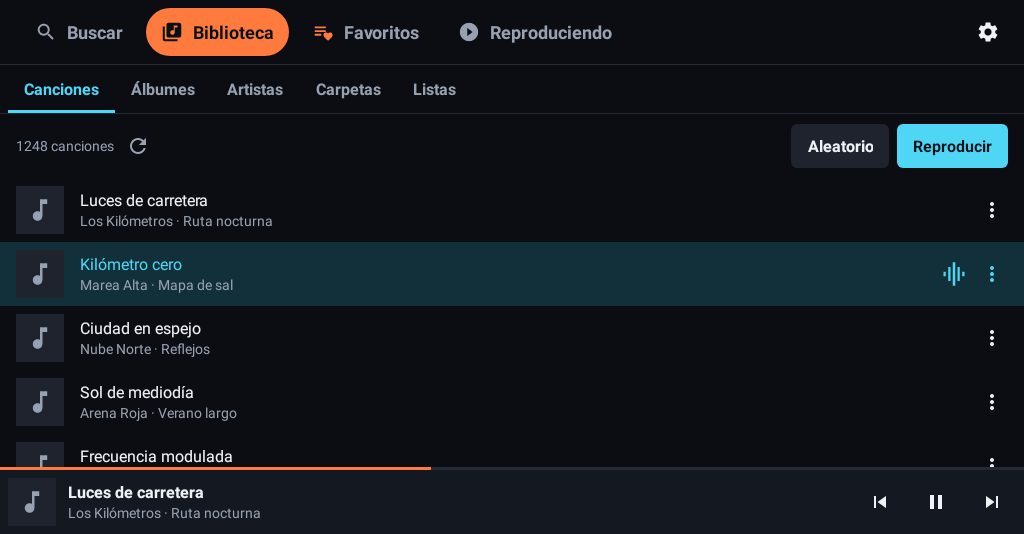 Buscar
Biblioteca
Favoritos
Reproduciendo
Canciones
Álbumes
Artistas
Carpetas
Listas
1248 canciones
Aleatorio
Reproducir
Luces de carretera
Los Kilómetros · Ruta nocturna
Kilómetro cero
Marea Alta · Mapa de sal
Ciudad en espejo
Nube Norte · Reflejos
Sol de mediodía
Arena Roja · Verano largo
Frecuencia modulada
Luces de carretera
Los Kilómetros · Ruta nocturna